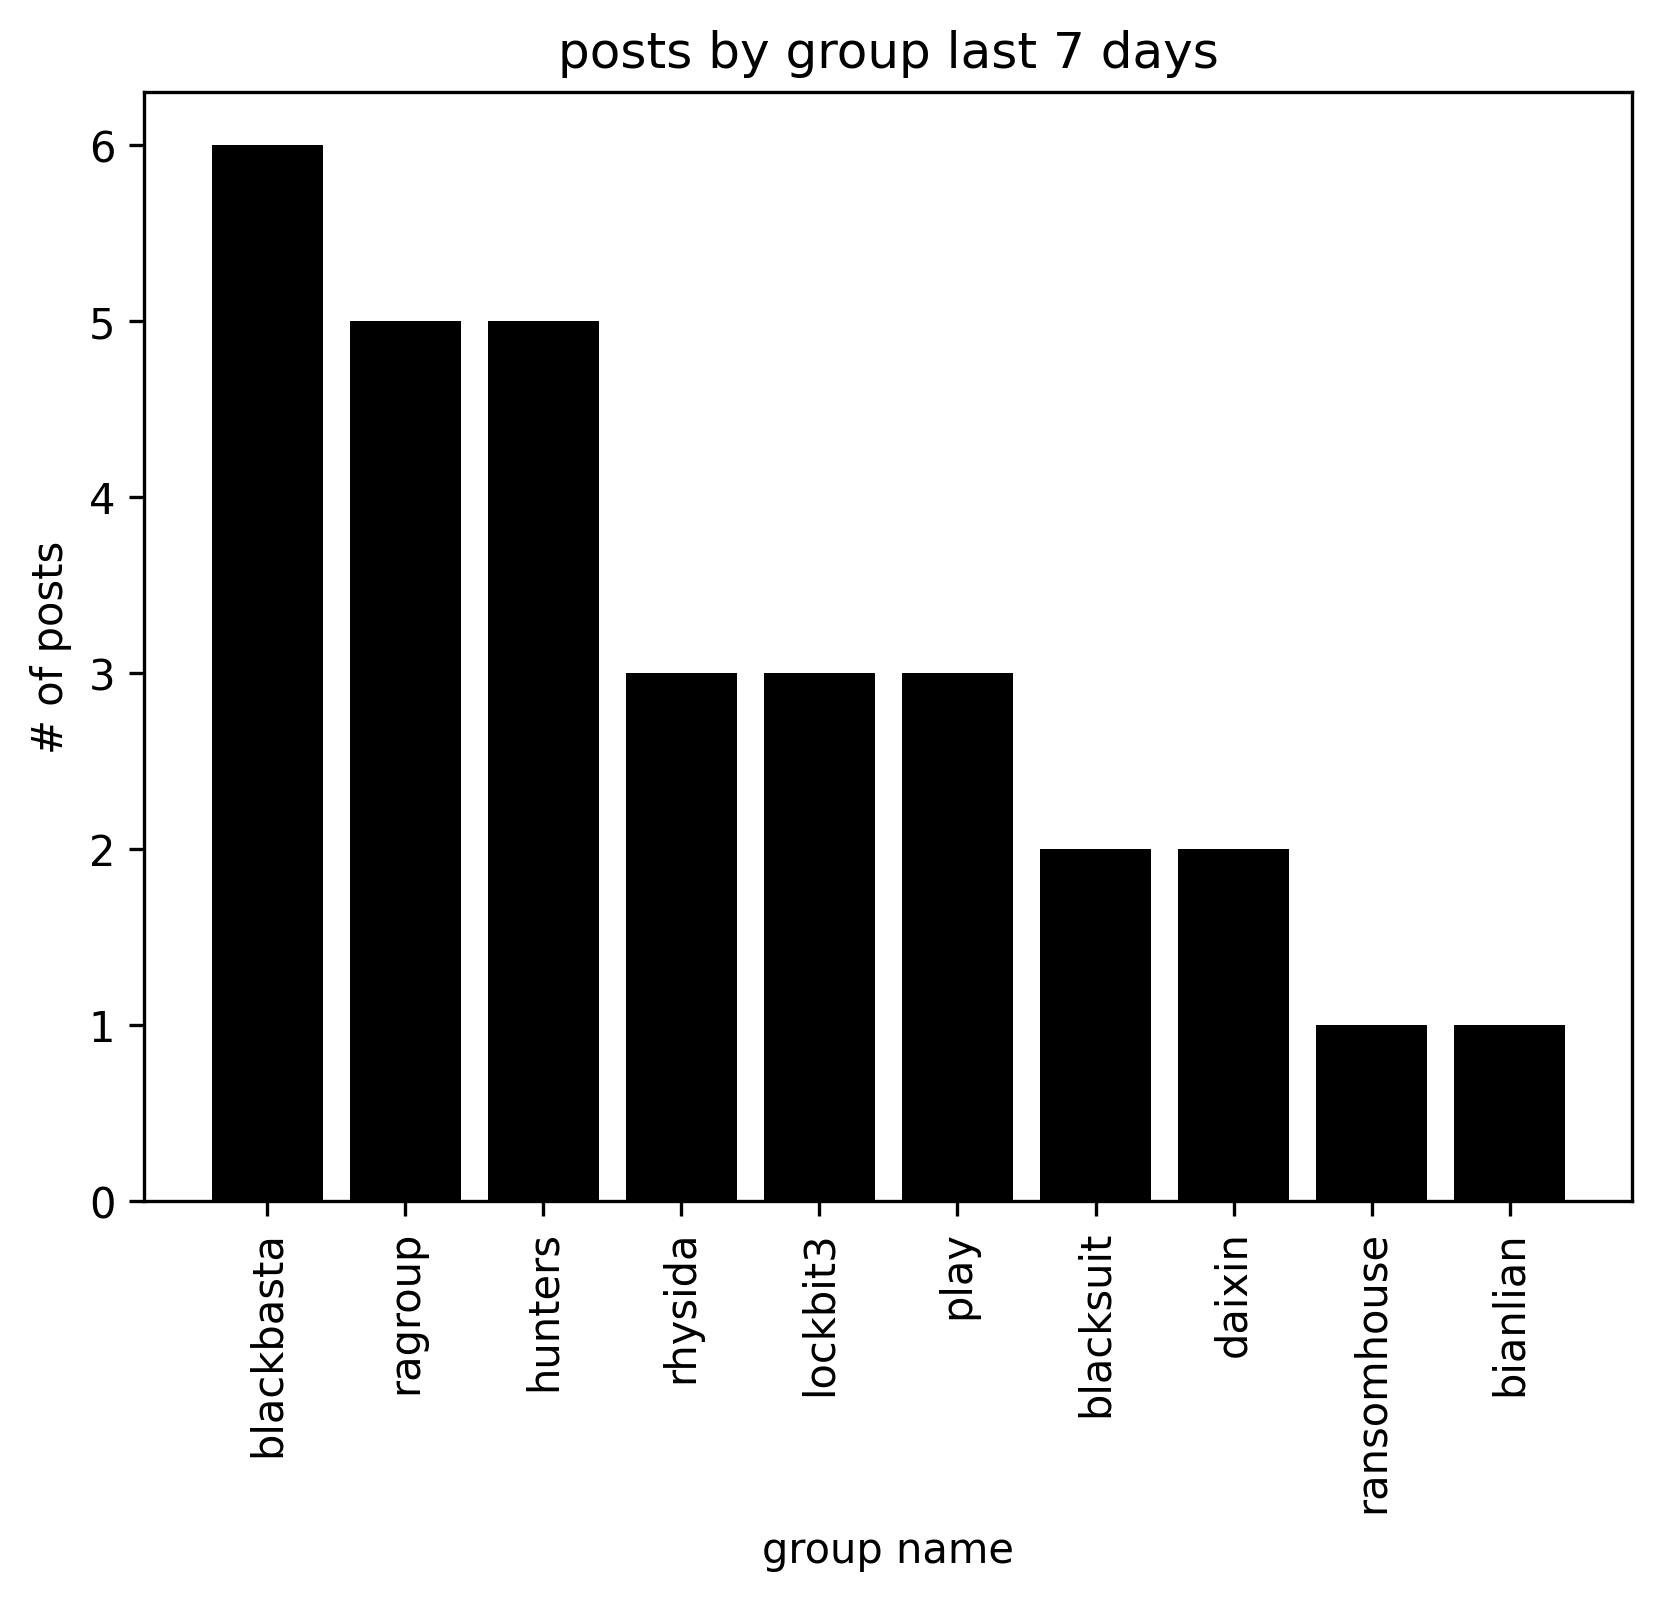 posts by group last 7 days
6
5
4
3
2
1
0
# of posts
blackbasta
ragroup
hunters
rhysida
lockbit3
play
blacksuit
daixin
ransomhouse
bianlian
group name